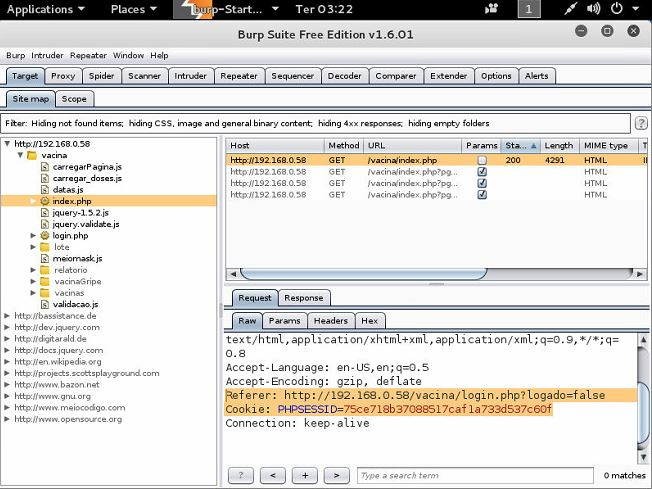 Applications Places burp-Start... Ter 03:22 1
Burp Suite Free Edition v1.6.01
Burp Intruder Repeater Window Help
Target Proxy Spider Scanner Intruder Repeater Sequencer Decoder Comparer Extender Options Alerts
Site map Scope
Filter: Hiding not found items; hiding CSS, image and general binary content; hiding 4xx responses; hiding empty folders ?
http://192.168.0.58
vacina
carregarPagina.js
carregar_doses.js
datas.js
index.php
jquery-1.5.2.js
jquery.validate.js
login.php
lote
meiomask.js
relatorio
vacinaGripe
vacinas
validacao.js
http://bassistance.de
http://dev.jquery.com
http://digitarald.de
http://docs.jquery.com
http://en.wikipedia.org
http://projects.scottsplayground.com
http://www.bazon.net
http://www.gnu.org
http://www.meiocodigo.com
http://www.opensource.org
Host Method URL Params Sta... Length MIME type T
http://192.168.0.58 GET /vacina/index.php 200 4291 HTML
http://192.168.0.58 GET /vacina/index.php?pg... HTML
http://192.168.0.58 GET /vacina/index.php?pg... HTML
http://192.168.0.58 GET /vacina/index.php?pg... HTML
Request Response
Raw Params Headers Hex
text/html,application/xhtml+xml,application/xml;q=0.9,*/*;q=
0.8
Accept-Language: en-US,en;q=0.5
Accept-Encoding: gzip, deflate
Referer: http://192.168.0.58/vacina/login.php?logado=false
Cookie: PHPSESSID=75ce718b37088517caf1a733d537c60f
Connection: keep-alive
? < + > Type a search term 0 matches